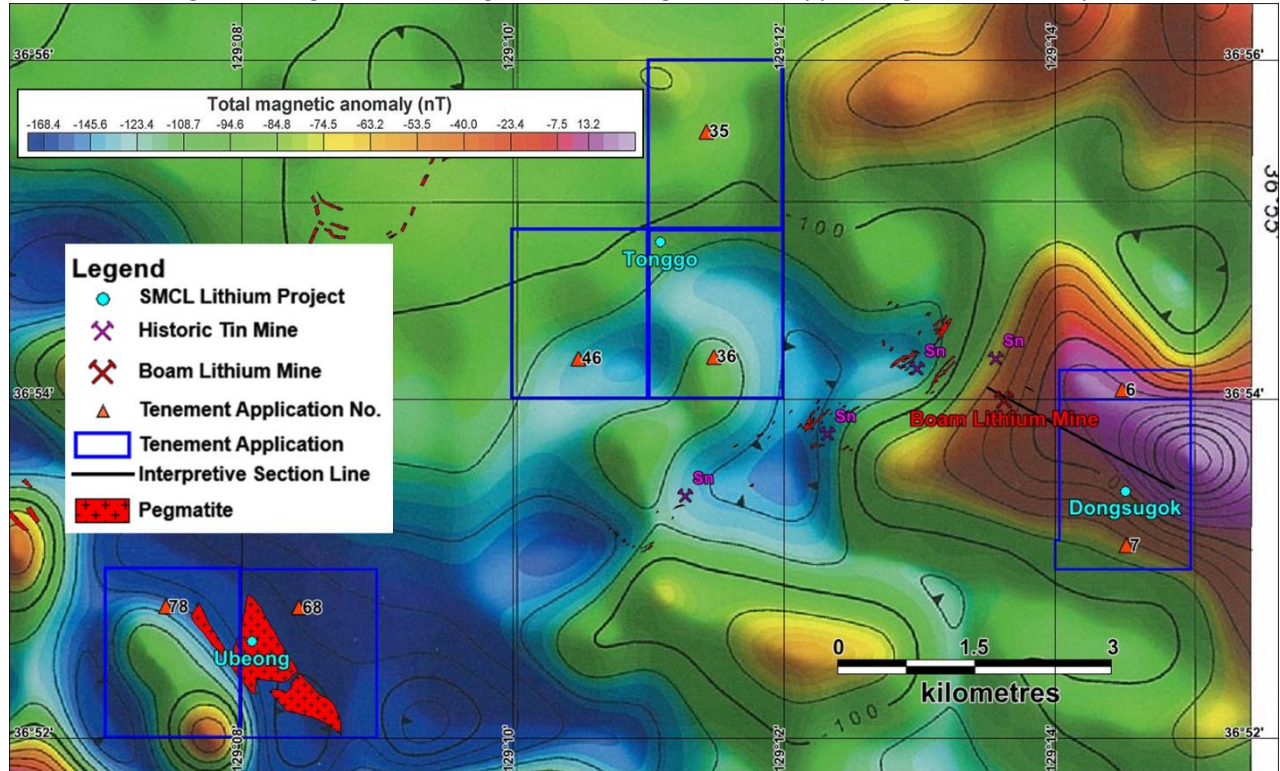 36°56'
129°08'
129°10'
129°12'
129°14'
36°56'
Total magnetic anomaly (nT)
-168.4 -145.6 -123.4 -108.7 -94.6 -84.8 -74.5 -63.2 -53.5 -40.0 -23.4 -7.5 13.2
35
36°55
-100
Tonggo
Legend
SMCL Lithium Project
Historic Tin Mine
Boam Lithium Mine
Tenement Application No.
Tenement Application
Interpretive Section Line
Pegmatite
46
36
Sn
Sn
36°54'
36°54'
6
Boam Lithium Mine
Sn
Sn
Dongsugok
7
78
68
Ubeong
0 1.5 3
kilometres
-100
36°52'
36°52'
129°08'
129°10'
129°12'
129°14'